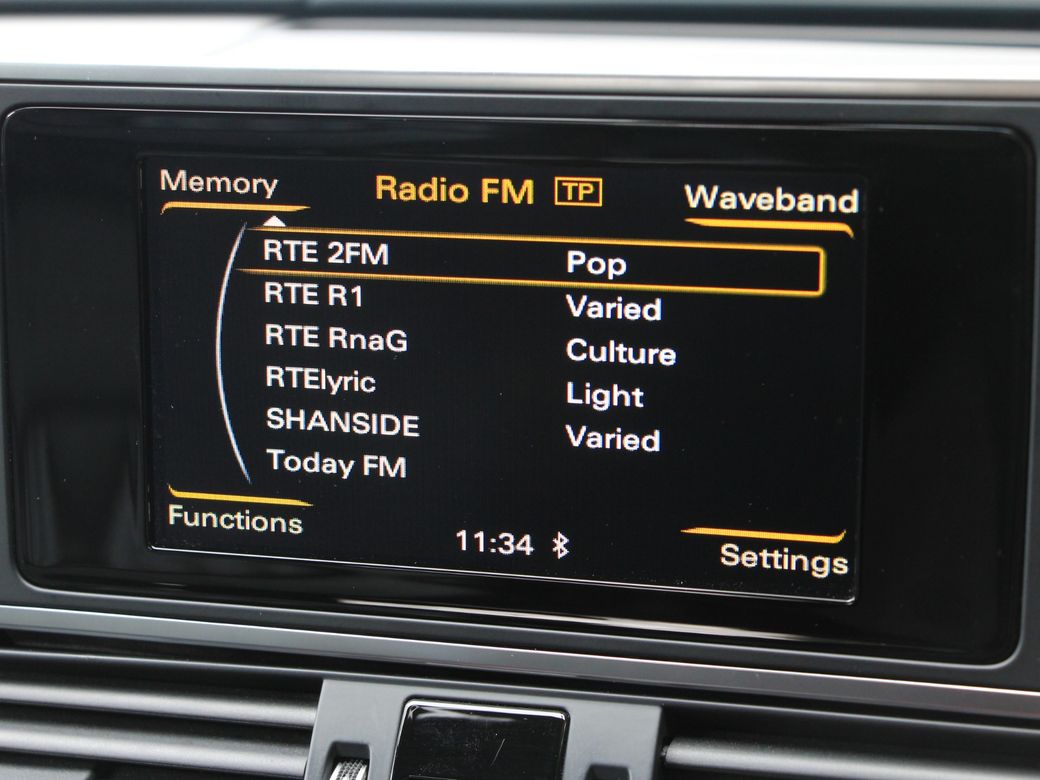 Memory Radio FM TP Waveband
RTE 2FM Pop
RTE R1 Varied
RTE RnaG Culture
RTElyric Light
SHANSIDE Varied
Today FM
Functions 11:34 Settings